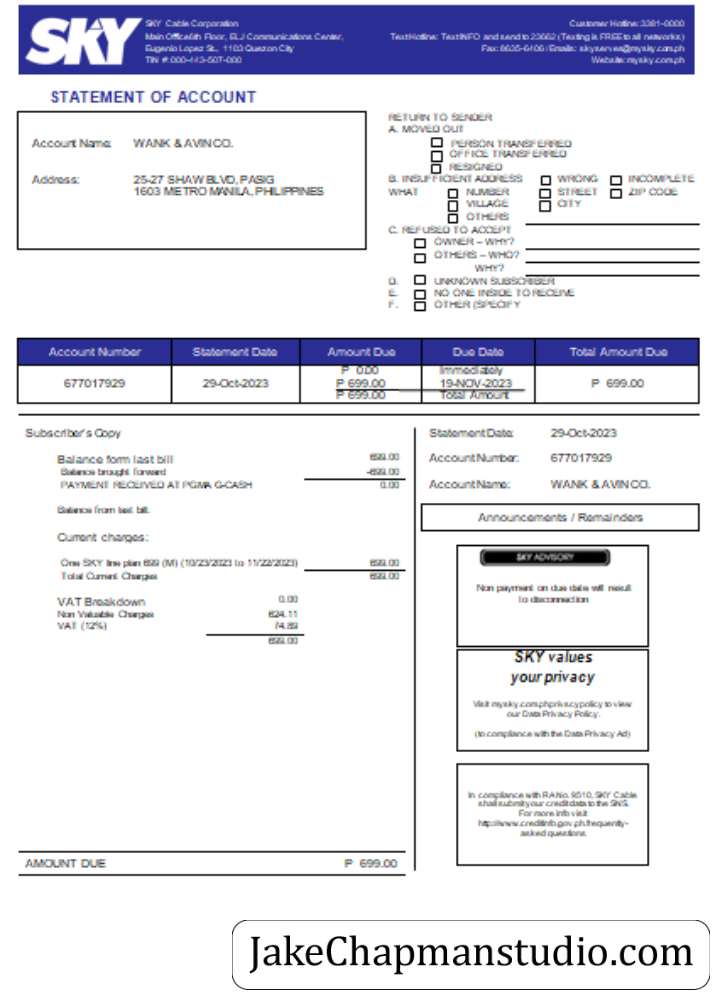 SKY
SKY Cable Corporation
Main Office6th Floor, ELJ Communications Center,
Eugenio Lopez St., 1103 Quezon City
TIN #:000-443-507-000
Customer Hotline: 3381-0000
Text Hotline: Text INFO and send to 23662 (Texting is FREE to all networks)
Fax: 8635-6406 / Emails: skyserves@mysky.com.ph
Website: mysky.com.ph
STATEMENT OF ACCOUNT
Account Name: WANK & AVIN CO.
Address: 25-27 SHAW BLVD, PASIG
1603 METRO MANILA, PHILIPPINES
RETURN TO SENDER
A. MOVED OUT
PERSON TRANSFERRED
OFFICE TRANSFERRED
RESIGNED
B. INSUFFICIENT ADDRESS WRONG INCOMPLETE
WHAT NUMBER STREET ZIP CODE
VILLAGE CITY
OTHERS
C. REFUSED TO ACCEPT
OWNER – WHY?
OTHERS – WHO?
WHY?
D. UNKNOWN SUBSCRIBER
E. NO ONE INSIDE TO RECEIVE
F. OTHER (SPECIFY
Account Number Statement Date Amount Due Due Date Total Amount Due
P 0.00 Immediately
677019929 29-Oct-2023 P 699.00 19-NOV-2023 P 699.00
P 699.00 Total Amount
Subscriber's Copy
Balance form last bill 699.00
Balance brought forward -699.00
PAYMENT RECEIVED AT PGMA G-CASH 0.00
Balance from last bill.
Current charges:
One SKY line plan 699 (M) (10/23/2023 to 11/22/2023) 699.00
Total Current Charges 699.00
VAT Breakdown 0.00
Non Valuable Charges 624.11
VAT (12%) 74.89
699.00
AMOUNT DUE P 699.00
Statement Date: 29-Oct-2023
Account Number: 677017929
Account Name: WANK & AVIN CO.
Announcements / Remainders
SKY ADVISORY
Non payment on due date will result
to disconnection
SKY values
your privacy
Visit mysky.com.phprivacypolicy to view
our Data Privacy Policy.
(to compliance with the Data Privacy Ad)
In compliance with RA No. 9510, SKY Cable
shall submit your credit data to the SNS.
For more info visit
http://www.creditinfo.gov.ph.frequently-
asked questions.
JakeChapmanstudio.com